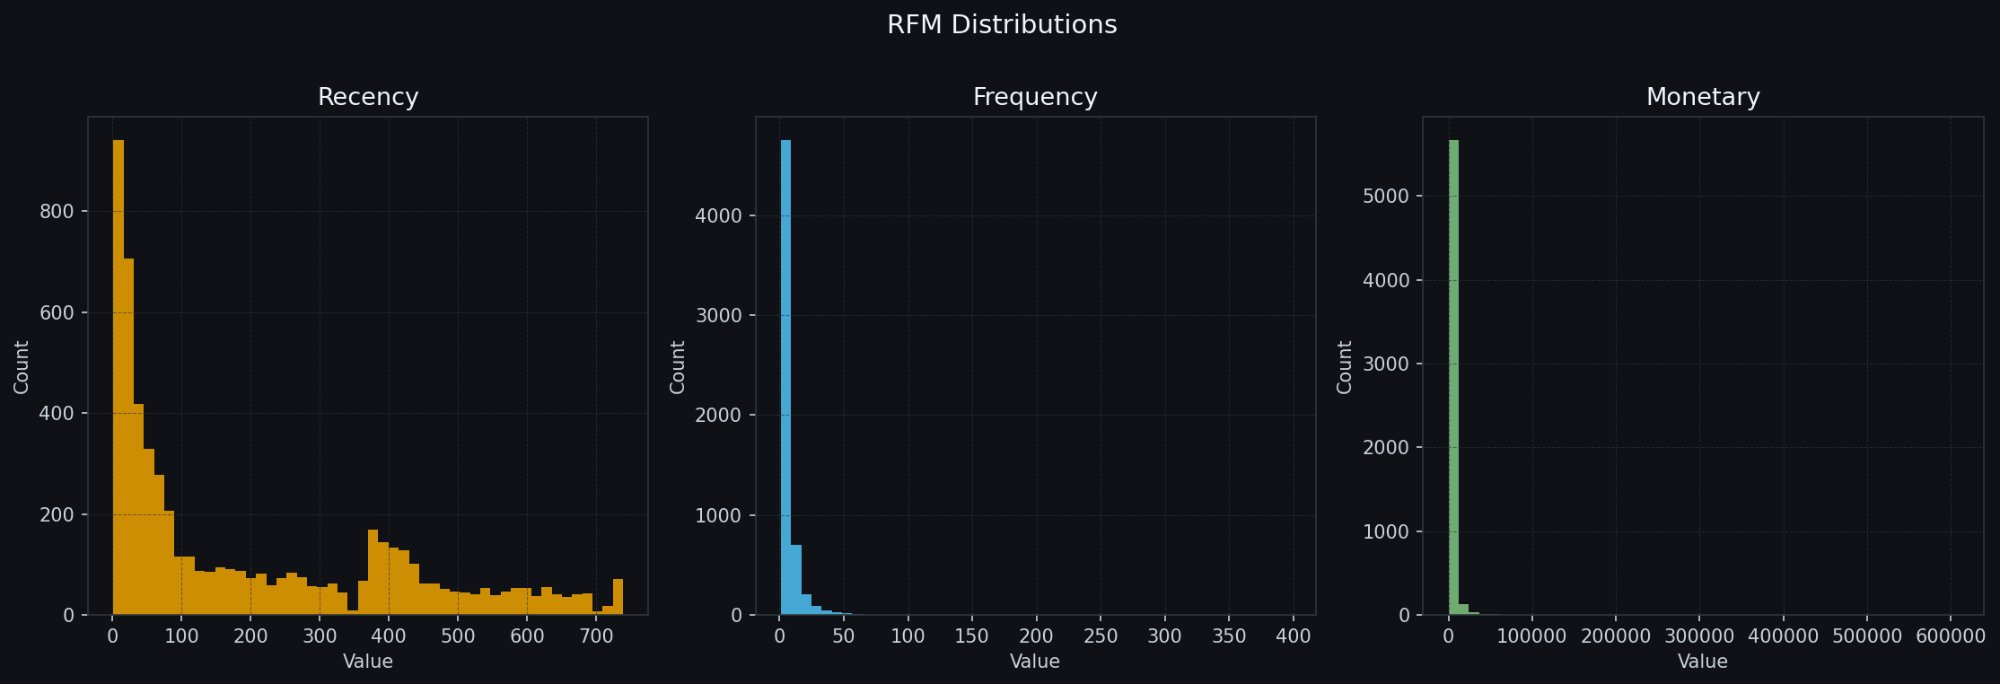 RFM Distributions
Recency
Count
800
600
400
200
0
0 100 200 300 400 500 600 700
Value
Frequency
Count
4000
3000
2000
1000
0
0 50 100 150 200 250 300 350 400
Value
Monetary
Count
5000
4000
3000
2000
1000
0
0 100000 200000 300000 400000 500000 600000
Value